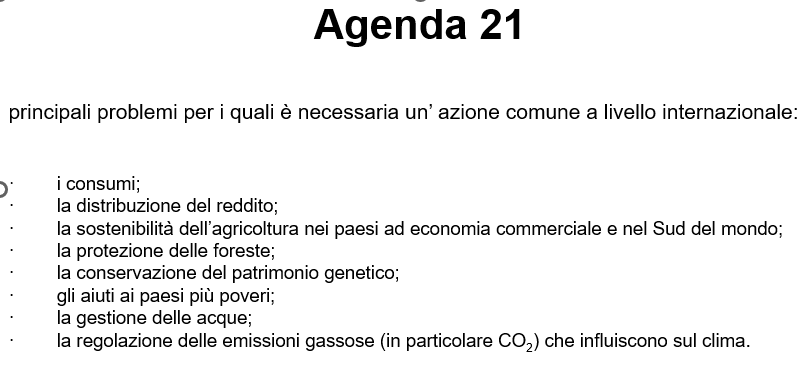 Agenda 21
principali problemi per i quali è necessaria un’ azione comune a livello internazionale:
· i consumi;
· la distribuzione del reddito;
· la sostenibilità dell’agricoltura nei paesi ad economia commerciale e nel Sud del mondo;
· la protezione delle foreste;
· la conservazione del patrimonio genetico;
· gli aiuti ai paesi più poveri;
· la gestione delle acque;
· la regolazione delle emissioni gassose (in particolare CO₂) che influiscono sul clima.